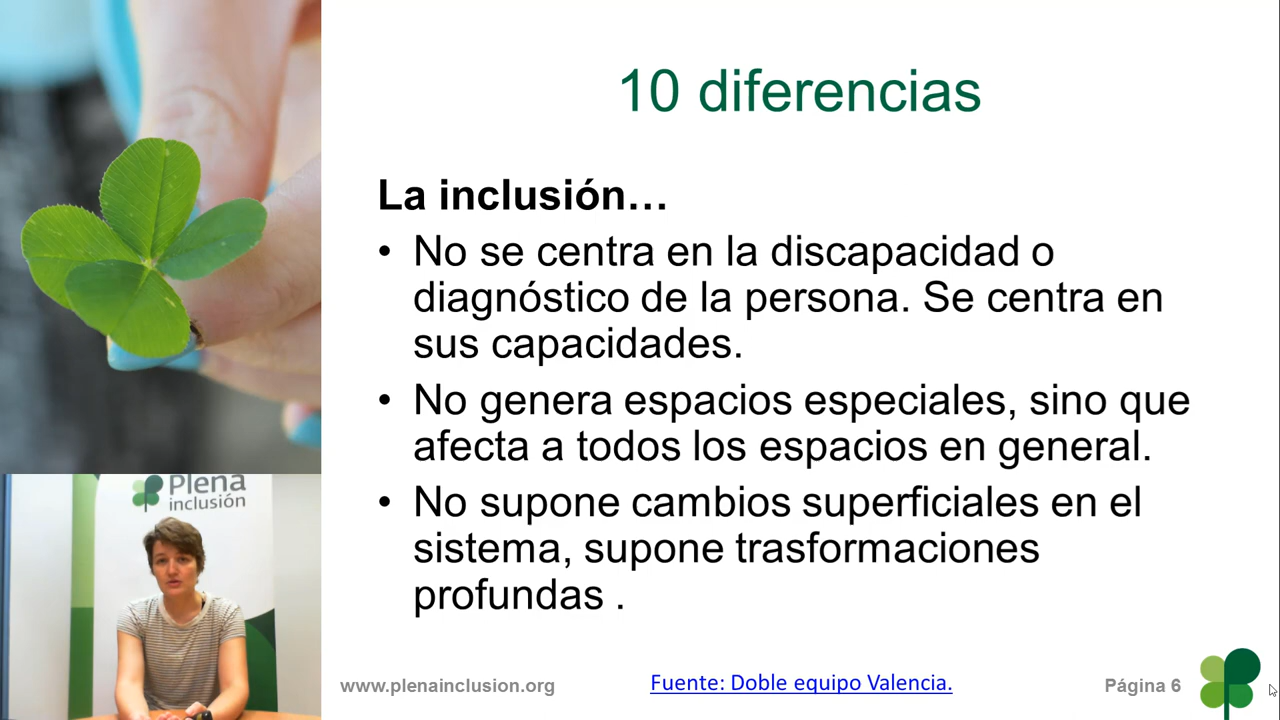 10 diferencias
La inclusión…
• No se centra en la discapacidad o
diagnóstico de la persona. Se centra en
sus capacidades.
• No genera espacios especiales, sino que
afecta a todos los espacios en general.
• No supone cambios superficiales en el
sistema, supone trasformaciones
profundas .
Plena
inclusión
www.plenainclusion.org
Fuente: Doble equipo Valencia.
Página 6